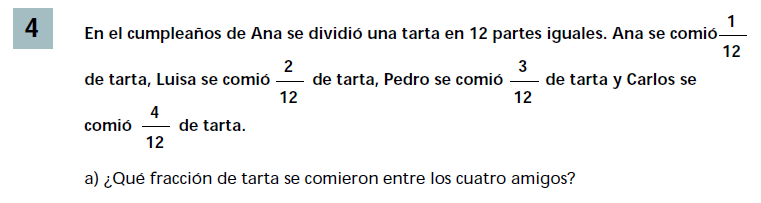 4
En el cumpleaños de Ana se dividió una tarta en 12 partes iguales. Ana se comió 1/12
de tarta, Luisa se comió 2/12 de tarta, Pedro se comió 3/12 de tarta y Carlos se
comió 4/12 de tarta.
a) ¿Qué fracción de tarta se comieron entre los cuatro amigos?